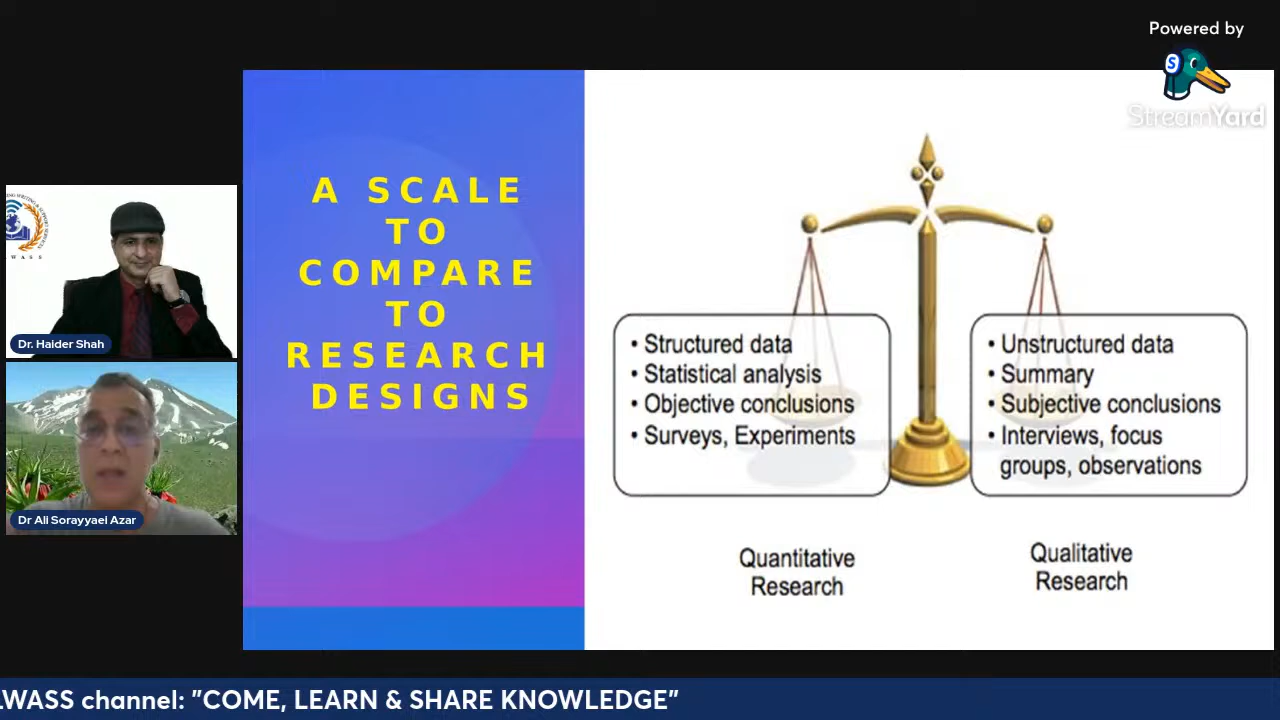 Powered by
StreamYard
A SCALE
TO
COMPARE
TO
RESEARCH
DESIGNS
• Structured data
• Statistical analysis
• Objective conclusions
• Surveys, Experiments
• Unstructured data
• Summary
• Subjective conclusions
• Interviews, focus
groups, observations
Quantitative
Research
Qualitative
Research
WASS
Dr. Haider Shah
Dr Ali Sorayyaei Azar
WASS channel: "COME, LEARN & SHARE KNOWLEDGE"